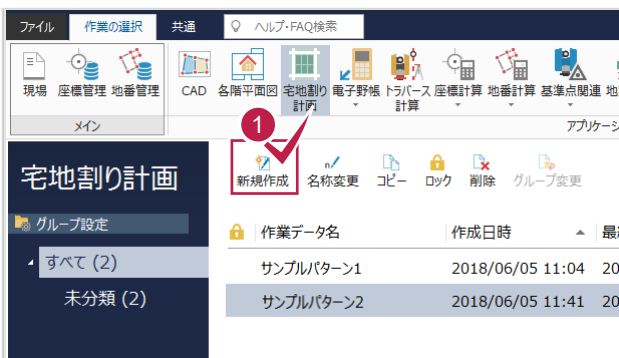 ファイル 作業の選択 共通 ヘルプ・FAQ検索
現場 座標管理 地番管理 CAD 各階平面図 宅地割り計画 電子野帳 トラバース計算 座標計算 地番計算 基準点関連
メイン アプリケーシ
1
新規作成 名称変更 コピー ロック 削除 グループ変更
宅地割り計画
グループ設定
作業データ名 作成日時
すべて (2)
サンプルパターン1 2018/06/05 11:04 20
未分類 (2)
サンプルパターン2 2018/06/05 11:41 20